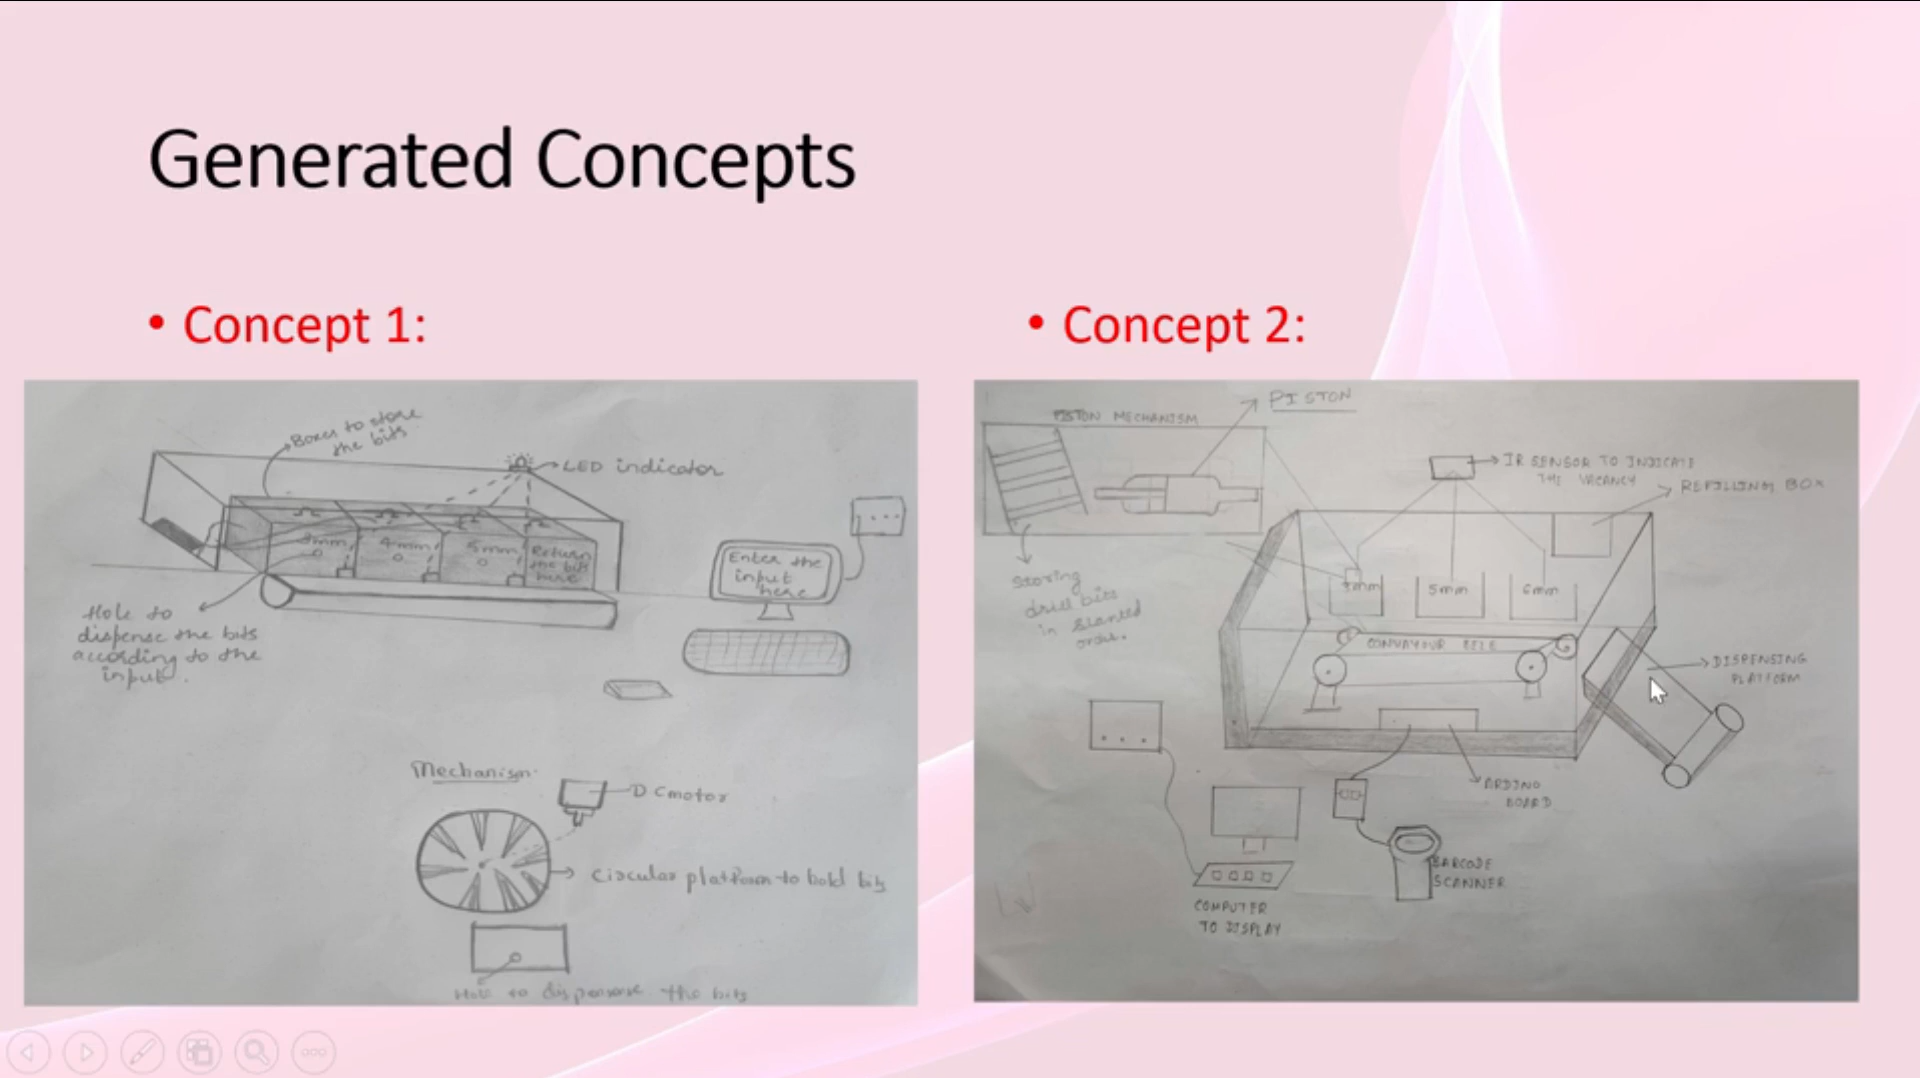 Generated Concepts
• Concept 1:
Boxes to store
the bits
LED indicator
3mm
4mm
5mm
Return
the bits
here
Enter the
input
here
Hole to
dispense the bits
according to the
input.
Mechanism
DC motor
Circular platform to hold bits
Hole to dispense the bits
• Concept 2:
PISTON
PISTON MECHANISM
IR SENSOR TO INDICATE
THE VACANCY
REFILLING BOX
Storing
drill bits
in slanted
order.
3mm
5mm
6mm
CONVAYOUR BELE
DISPENSING
PLATFORM
ARDINO
BOARD
BARCODE
SCANNER
COMPUTER
TO DISPLAY